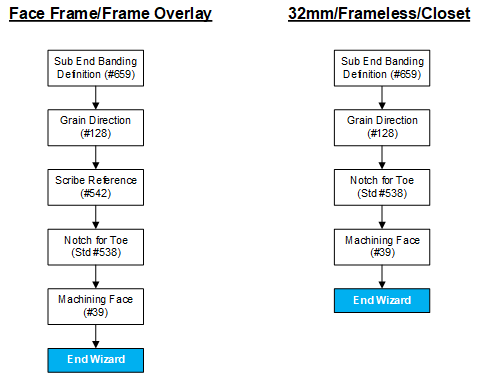 Face Frame/Frame Overlay
Sub End Banding
Definition (#659)
Grain Direction
(#128)
Scribe Reference
(#542)
Notch for Toe
(Std #538)
Machining Face
(#39)
End Wizard
32mm/Frameless/Closet
Sub End Banding
Definition (#659)
Grain Direction
(#128)
Notch for Toe
(Std #538)
Machining Face
(#39)
End Wizard